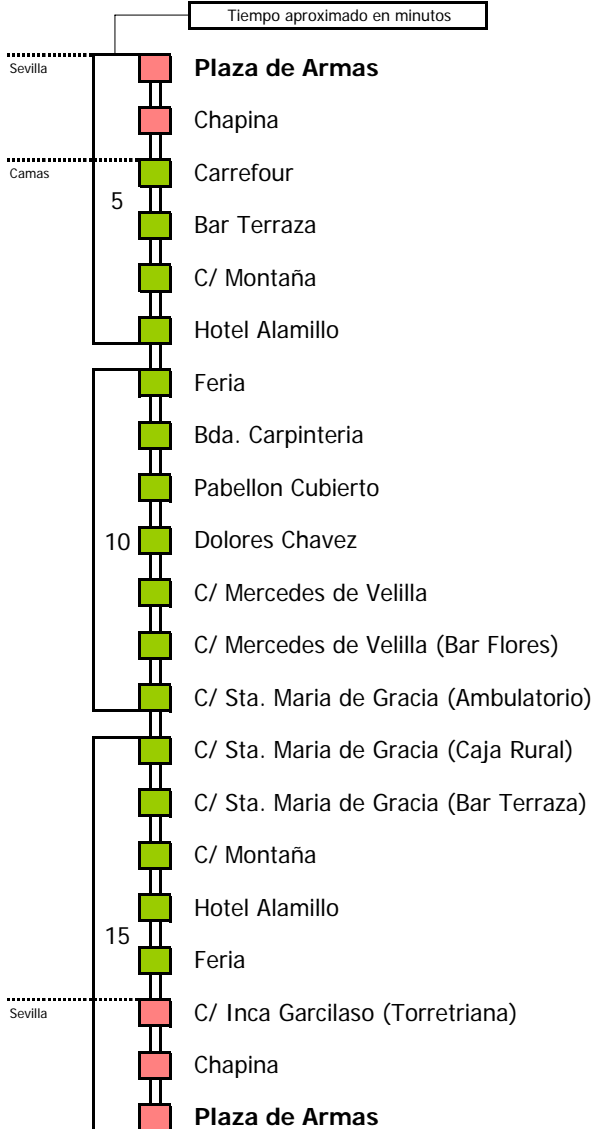 Tiempo aproximado en minutos
Sevilla
Plaza de Armas
Chapina
Camas
Carrefour
5
Bar Terraza
C/ Montaña
Hotel Alamillo
Feria
Bda. Carpinteria
Pabellon Cubierto
10
Dolores Chavez
C/ Mercedes de Velilla
C/ Mercedes de Velilla (Bar Flores)
C/ Sta. Maria de Gracia (Ambulatorio)
C/ Sta. Maria de Gracia (Caja Rural)
C/ Sta. Maria de Gracia (Bar Terraza)
C/ Montaña
Hotel Alamillo
15
Feria
Sevilla
C/ Inca Garcilaso (Torretriana)
Chapina
Plaza de Armas